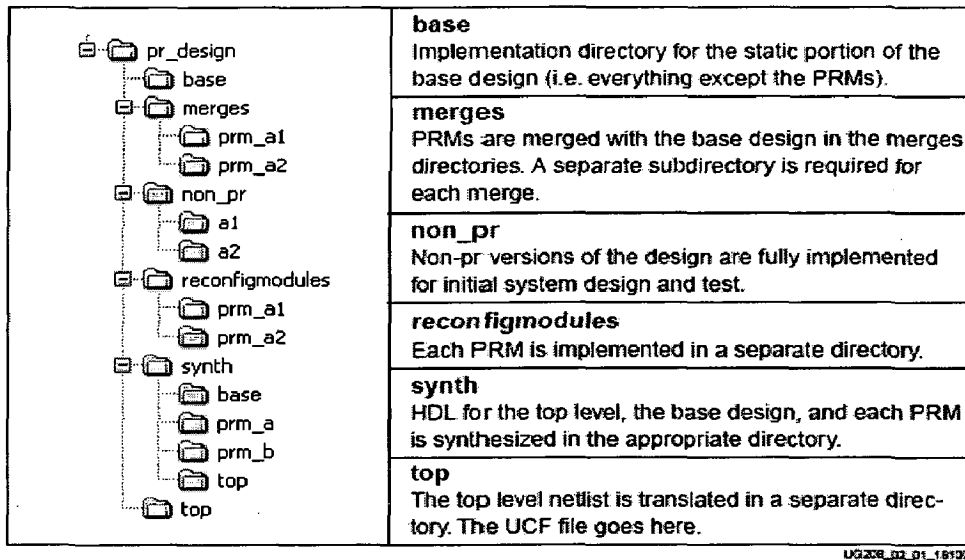 pr_design
base
merges
prm_a1
prm_a2
non_pr
a1
a2
reconfigmodules
prm_a1
prm_a2
synth
base
prm_a
prm_b
top
top
base
Implementation directory for the static portion of the
base design (i.e. everything except the PRMs).
merges
PRMs are merged with the base design in the merges
directories. A separate subdirectory is required for
each merge.
non_pr
Non-pr versions of the design are fully implemented
for initial system design and test.
reconfigmodules
Each PRM is implemented in a separate directory.
synth
HDL for the top level, the base design, and each PRM
is synthesized in the appropriate directory.
top
The top level netlist is translated in a separate direc-
tory. The UCF file goes here.